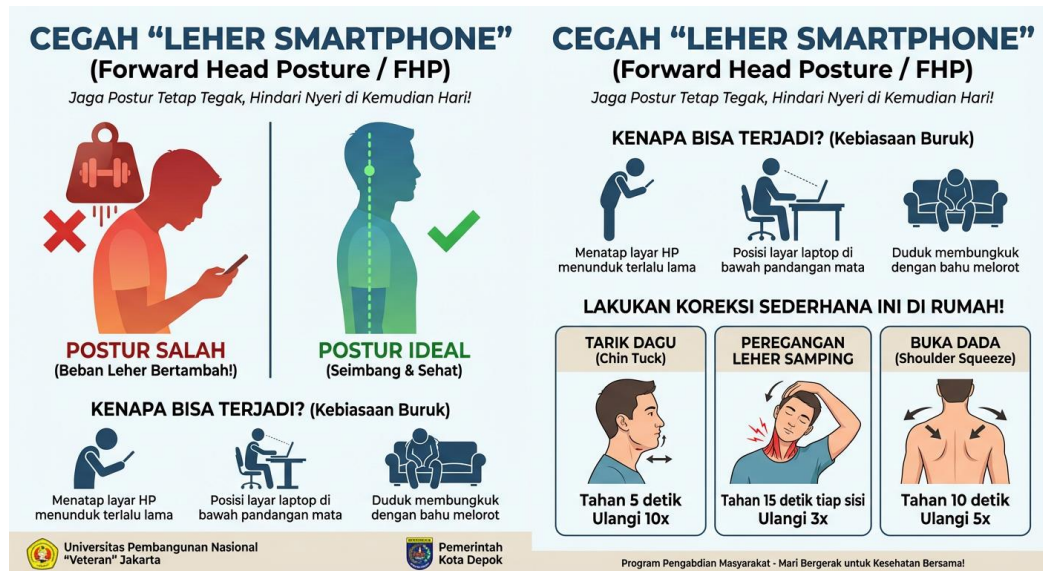 CEGAH “LEHER SMARTPHONE”
(Forward Head Posture / FHP)
Jaga Postur Tetap Tegak, Hindari Nyeri di Kemudian Hari!
POSTUR SALAH
(Beban Leher Bertambah!)
POSTUR IDEAL
(Seimbang & Sehat)
KENAPA BISA TERJADI? (Kebiasaan Buruk)
Menatap layar HP
menunduk terlalu lama
Posisi layar laptop di
bawah pandangan mata
Duduk membungkuk
dengan bahu melorot
Universitas Pembangunan Nasional
“Veteran” Jakarta
Pemerintah
Kota Depok
CEGAH “LEHER SMARTPHONE”
(Forward Head Posture / FHP)
Jaga Postur Tetap Tegak, Hindari Nyeri di Kemudian Hari!
KENAPA BISA TERJADI? (Kebiasaan Buruk)
Menatap layar HP
menunduk terlalu lama
Posisi layar laptop di
bawah pandangan mata
Duduk membungkuk
dengan bahu melorot
LAKUKAN KOREKSI SEDERHANA INI DI RUMAH!
TARIK DAGU
(Chin Tuck)
Tahan 5 detik
Ulangi 10x
PEREGANGAN
LEHER SAMPING
Tahan 15 detik tiap sisi
Ulangi 3x
BUKA DADA
(Shoulder Squeeze)
Tahan 10 detik
Ulangi 5x
Program Pengabdian Masyarakat - Mari Bergerak untuk Kesehatan Bersama!